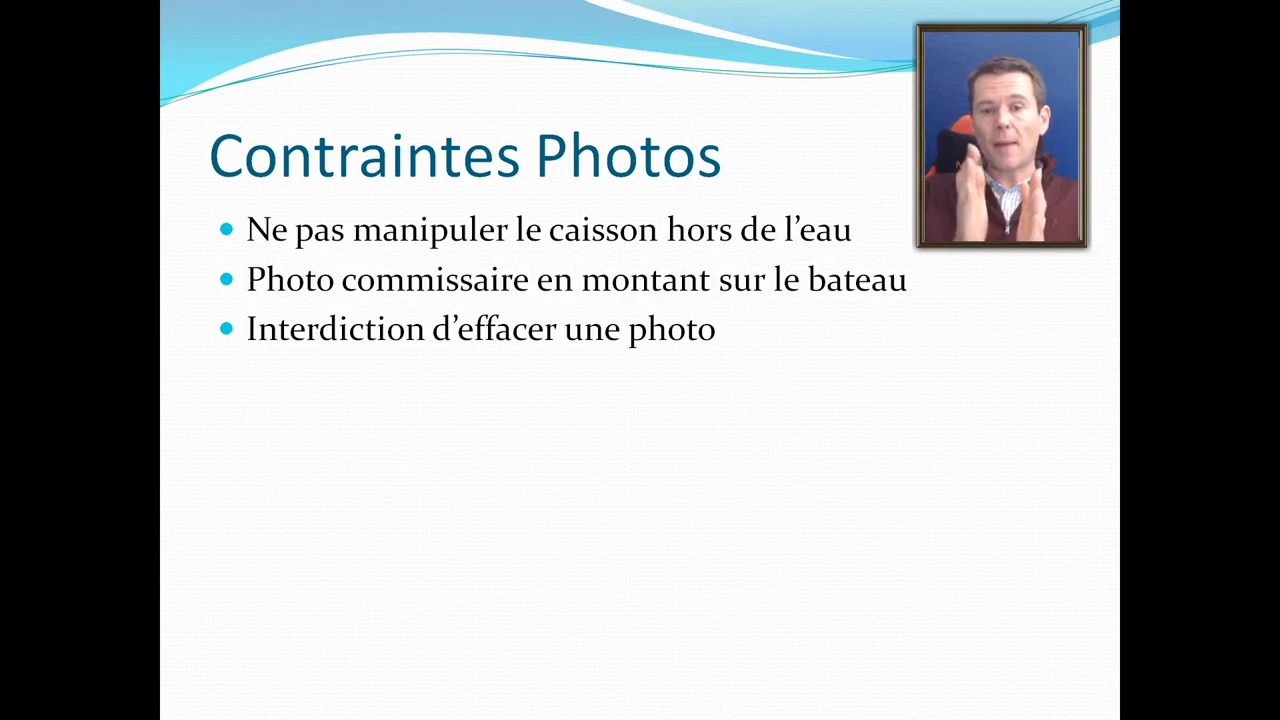 Contraintes Photos
Ne pas manipuler le caisson hors de l’eau
Photo commissaire en montant sur le bateau
Interdiction d’effacer une photo